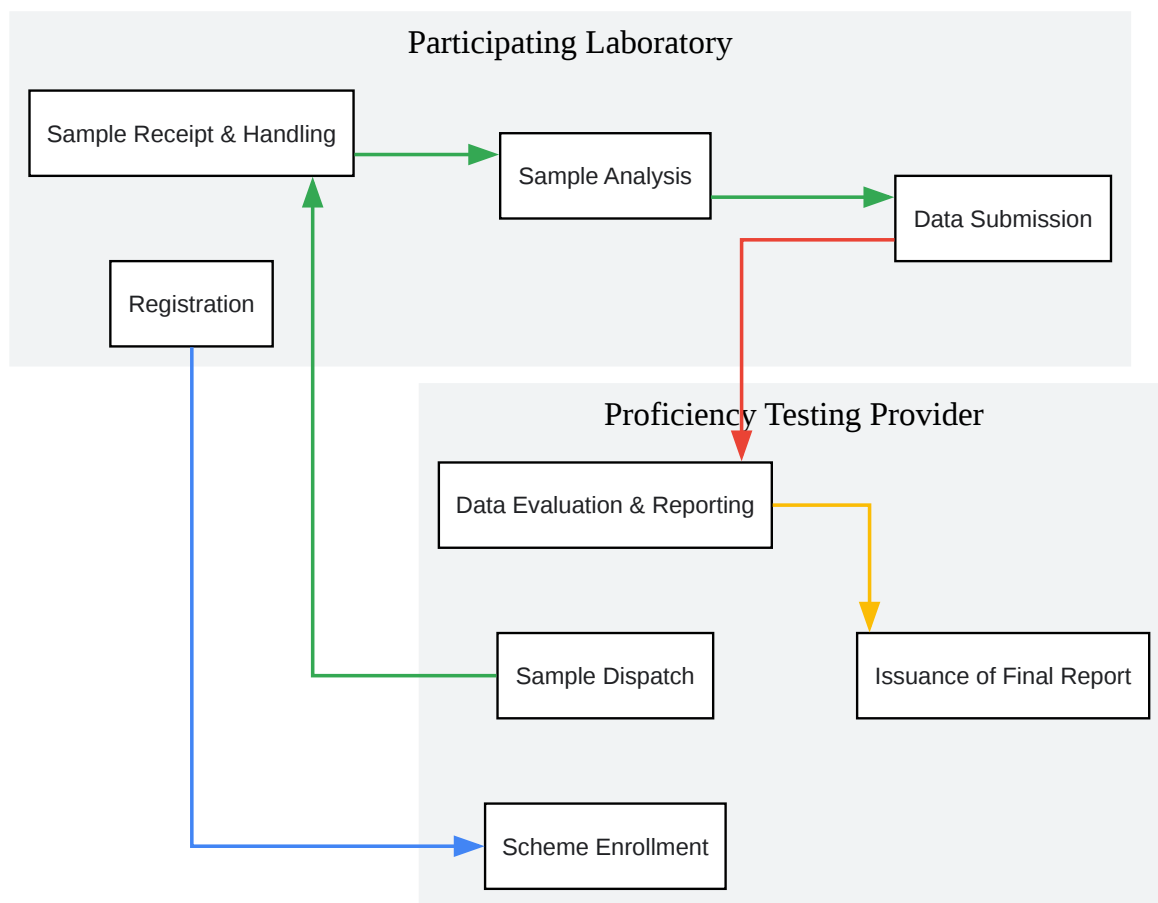 Participating Laboratory
Sample Receipt & Handling
Sample Analysis
Data Submission
Registration
Proficiency Testing Provider
Data Evaluation & Reporting
Sample Dispatch
Issuance of Final Report
Scheme Enrollment